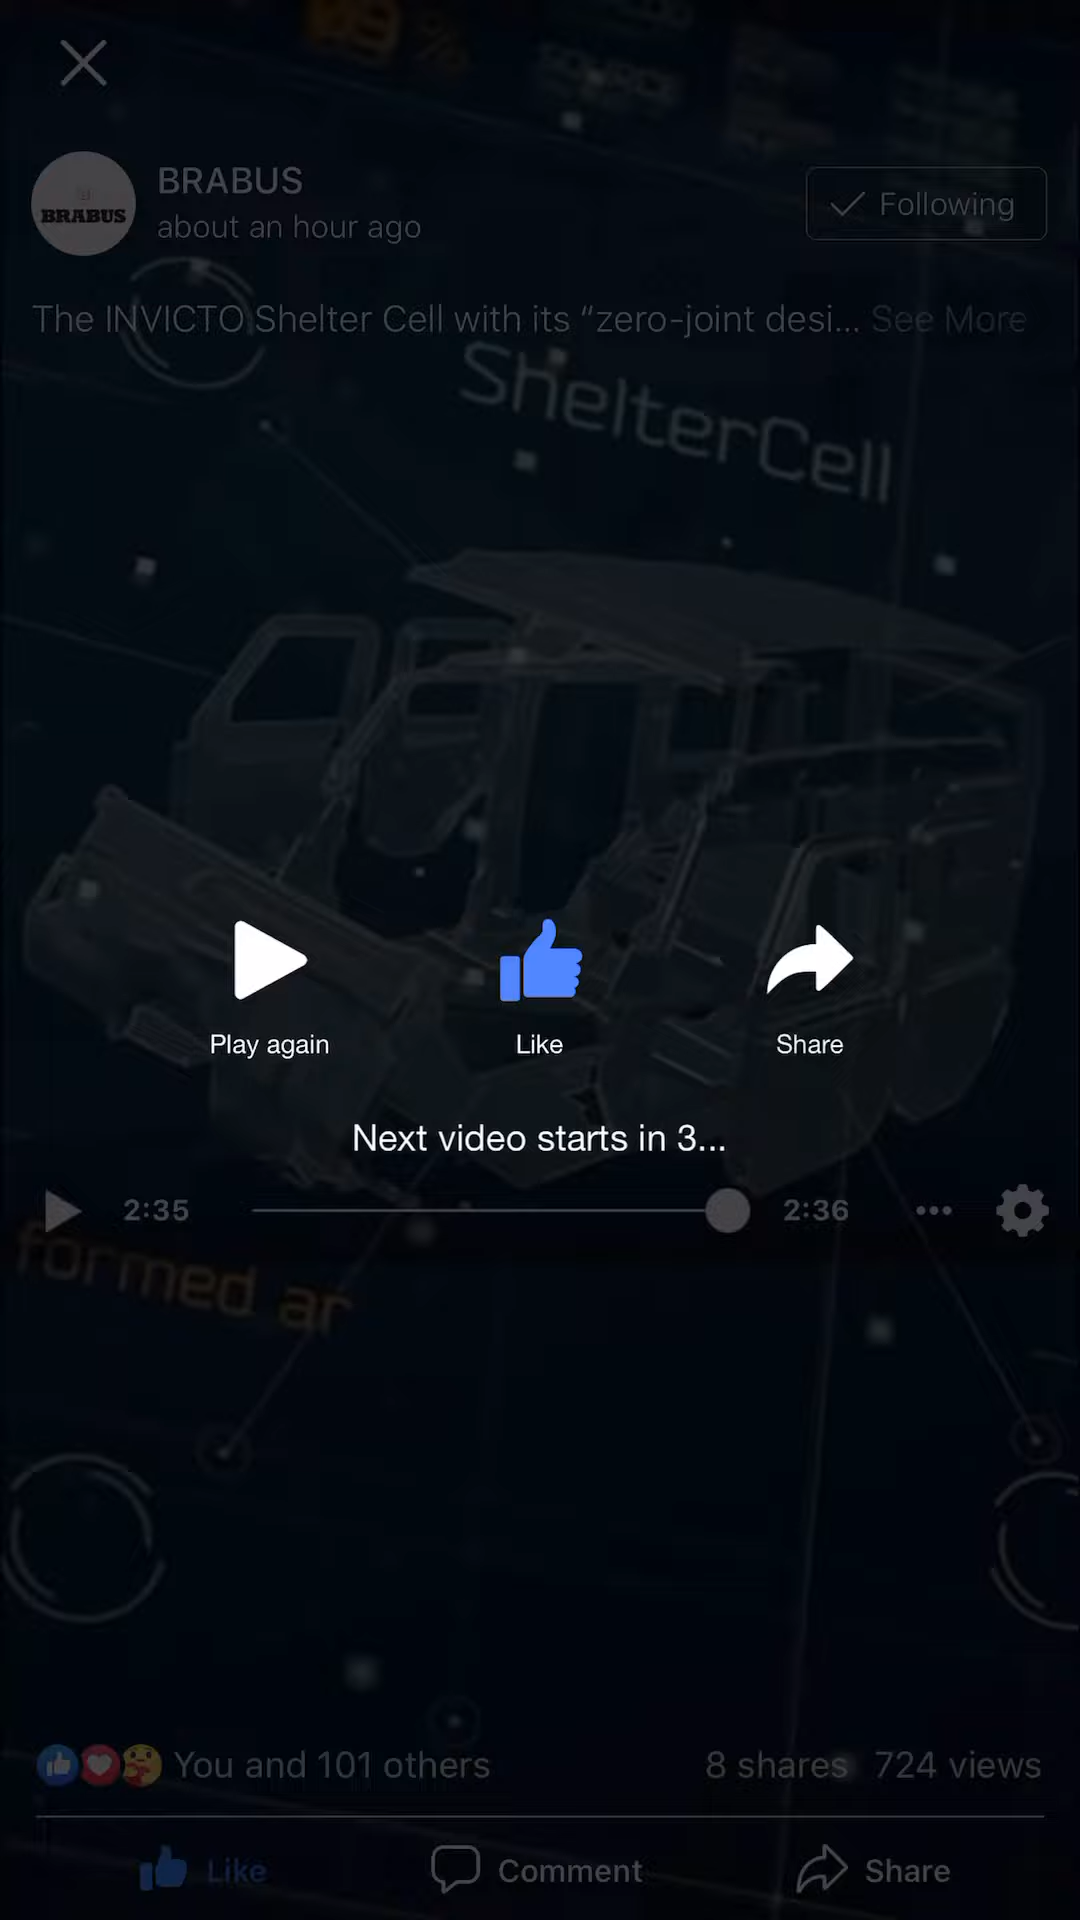 SOURCE
BRABUS
BRABUS
about an hour ago
Following
The INVICTO Shelter Cell with its “zero-joint desi... See More
ShelterCell
Play again
Like
Share
Next video starts in 3...
2:35
2:36
formed ar
You and 101 others
8 shares
724 views
Like
Comment
Share